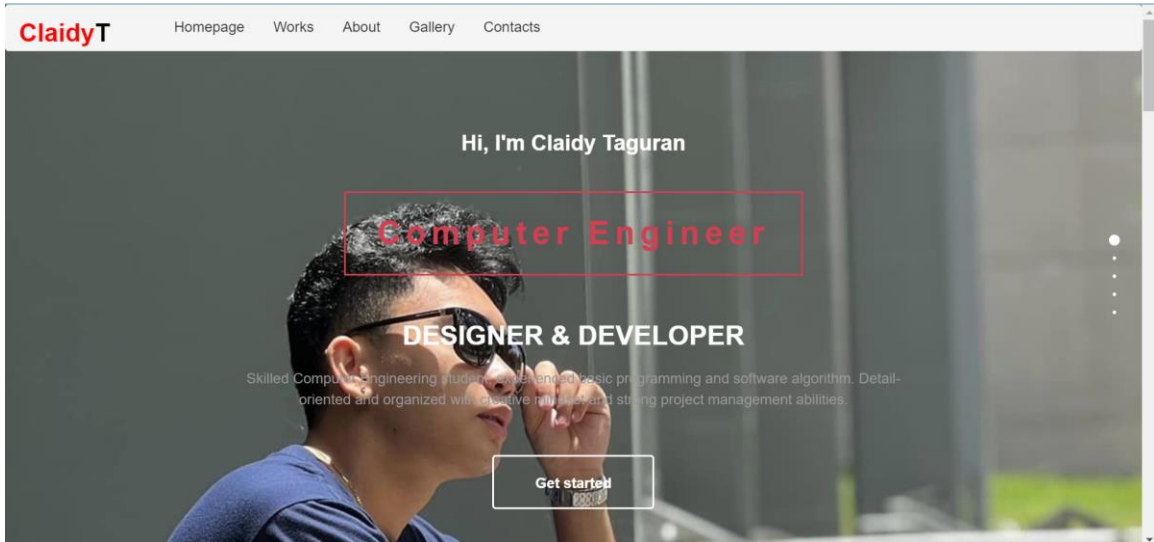 ClaidyT Homepage Works About Gallery Contacts
Hi, I'm Claidy Taguran
Computer Engineer
DESIGNER & DEVELOPER
Skilled Computer Engineering student experienced basic programming and software algorithm. Detail-
oriented and organized with creative mindset and strong project management abilities.
Get started